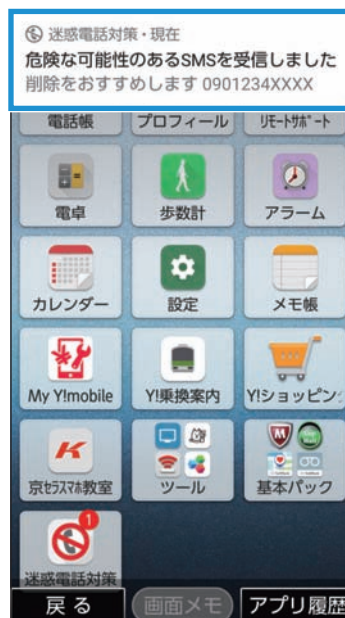 迷惑電話対策・現在
危険な可能性のあるSMSを受信しました
削除をおすすめします 0901234XXXX
電話帳 プロフィール リモートサポート
電卓 歩数計 アラーム
カレンダー 設定 メモ帳
My Y!mobile Y!乗換案内 Y!ショッピン
京セラスマホ教室 ツール 基本パック
1
迷惑電話対策
戻る 画面メモ アプリ履歴